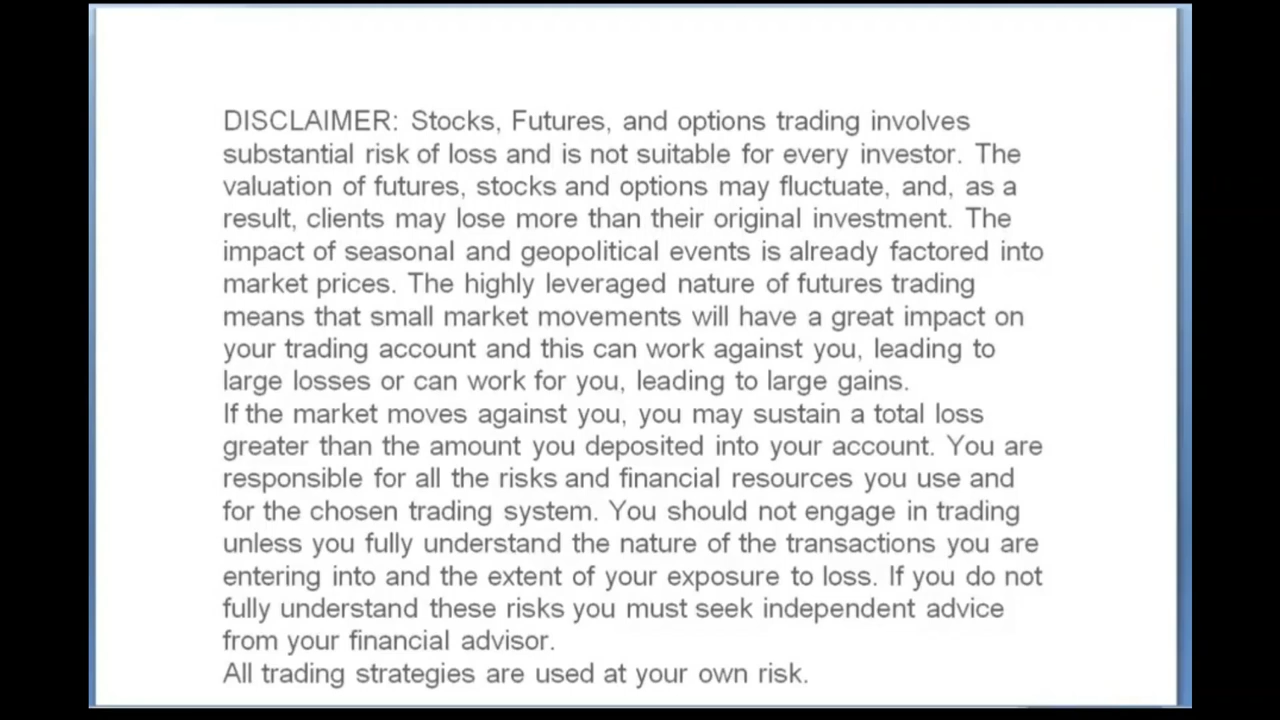 DISCLAIMER: Stocks, Futures, and options trading involves
substantial risk of loss and is not suitable for every investor. The
valuation of futures, stocks and options may fluctuate, and, as a
result, clients may lose more than their original investment. The
impact of seasonal and geopolitical events is already factored into
market prices. The highly leveraged nature of futures trading
means that small market movements will have a great impact on
your trading account and this can work against you, leading to
large losses or can work for you, leading to large gains.
If the market moves against you, you may sustain a total loss
greater than the amount you deposited into your account. You are
responsible for all the risks and financial resources you use and
for the chosen trading system. You should not engage in trading
unless you fully understand the nature of the transactions you are
entering into and the extent of your exposure to loss. If you do not
fully understand these risks you must seek independent advice
from your financial advisor.
All trading strategies are used at your own risk.